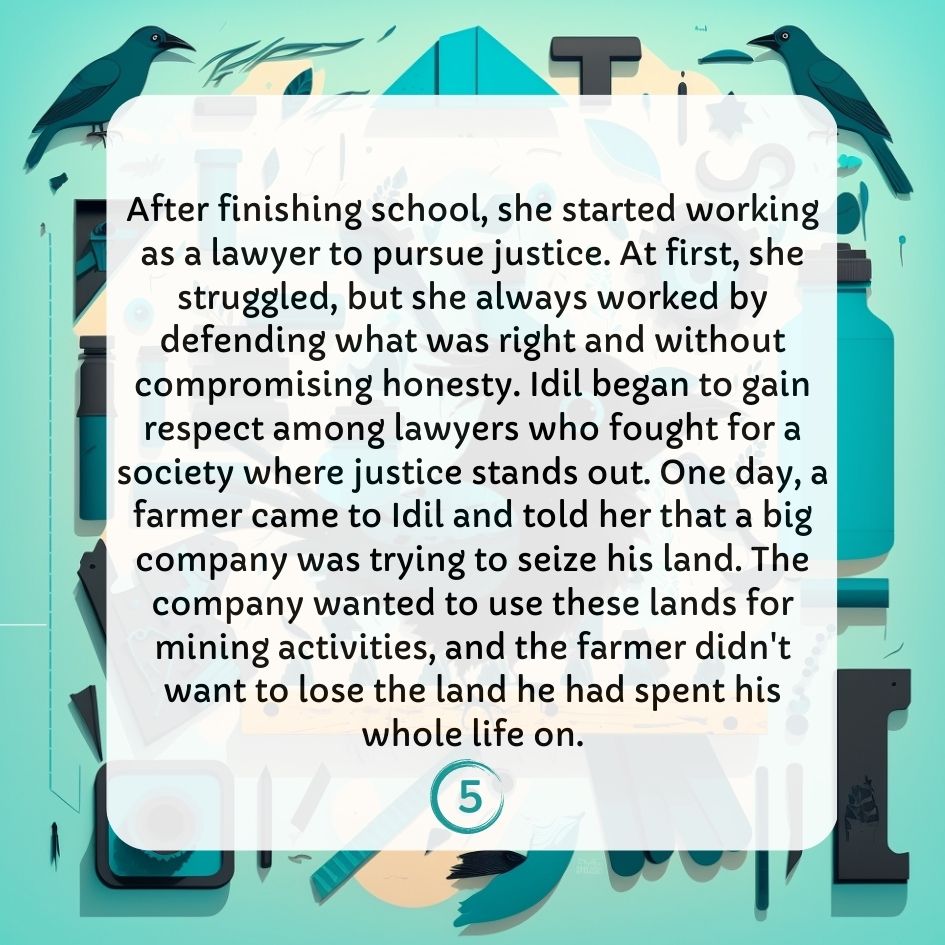 After finishing school, she started working
as a lawyer to pursue justice. At first, she
struggled, but she always worked by
defending what was right and without
compromising honesty. Idil began to gain
respect among lawyers who fought for a
society where justice stands out. One day, a
farmer came to Idil and told her that a big
company was trying to seize his land. The
company wanted to use these lands for
mining activities, and the farmer didn't
want to lose the land he had spent his
whole life on.
5